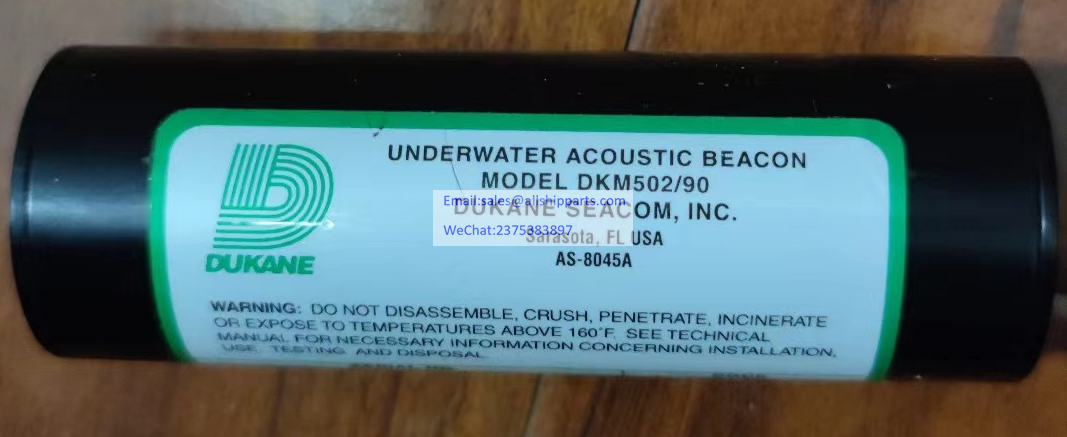 UNDERWATER ACOUSTIC BEACON
MODEL DKM502/90
Email:sales@alishipparts.com
DUKANE SEACOM, INC.
WeChat:2375383897
Sarasota, FL USA
AS-8045A
DUKANE
WARNING: DO NOT DISASSEMBLE, CRUSH, PENETRATE, INCINERATE
OR EXPOSE TO TEMPERATURES ABOVE 160°F. SEE TECHNICAL
MANUAL FOR NECESSARY INFORMATION CONCERNING INSTALLATION,
USE, TESTING, AND DISPOSAL